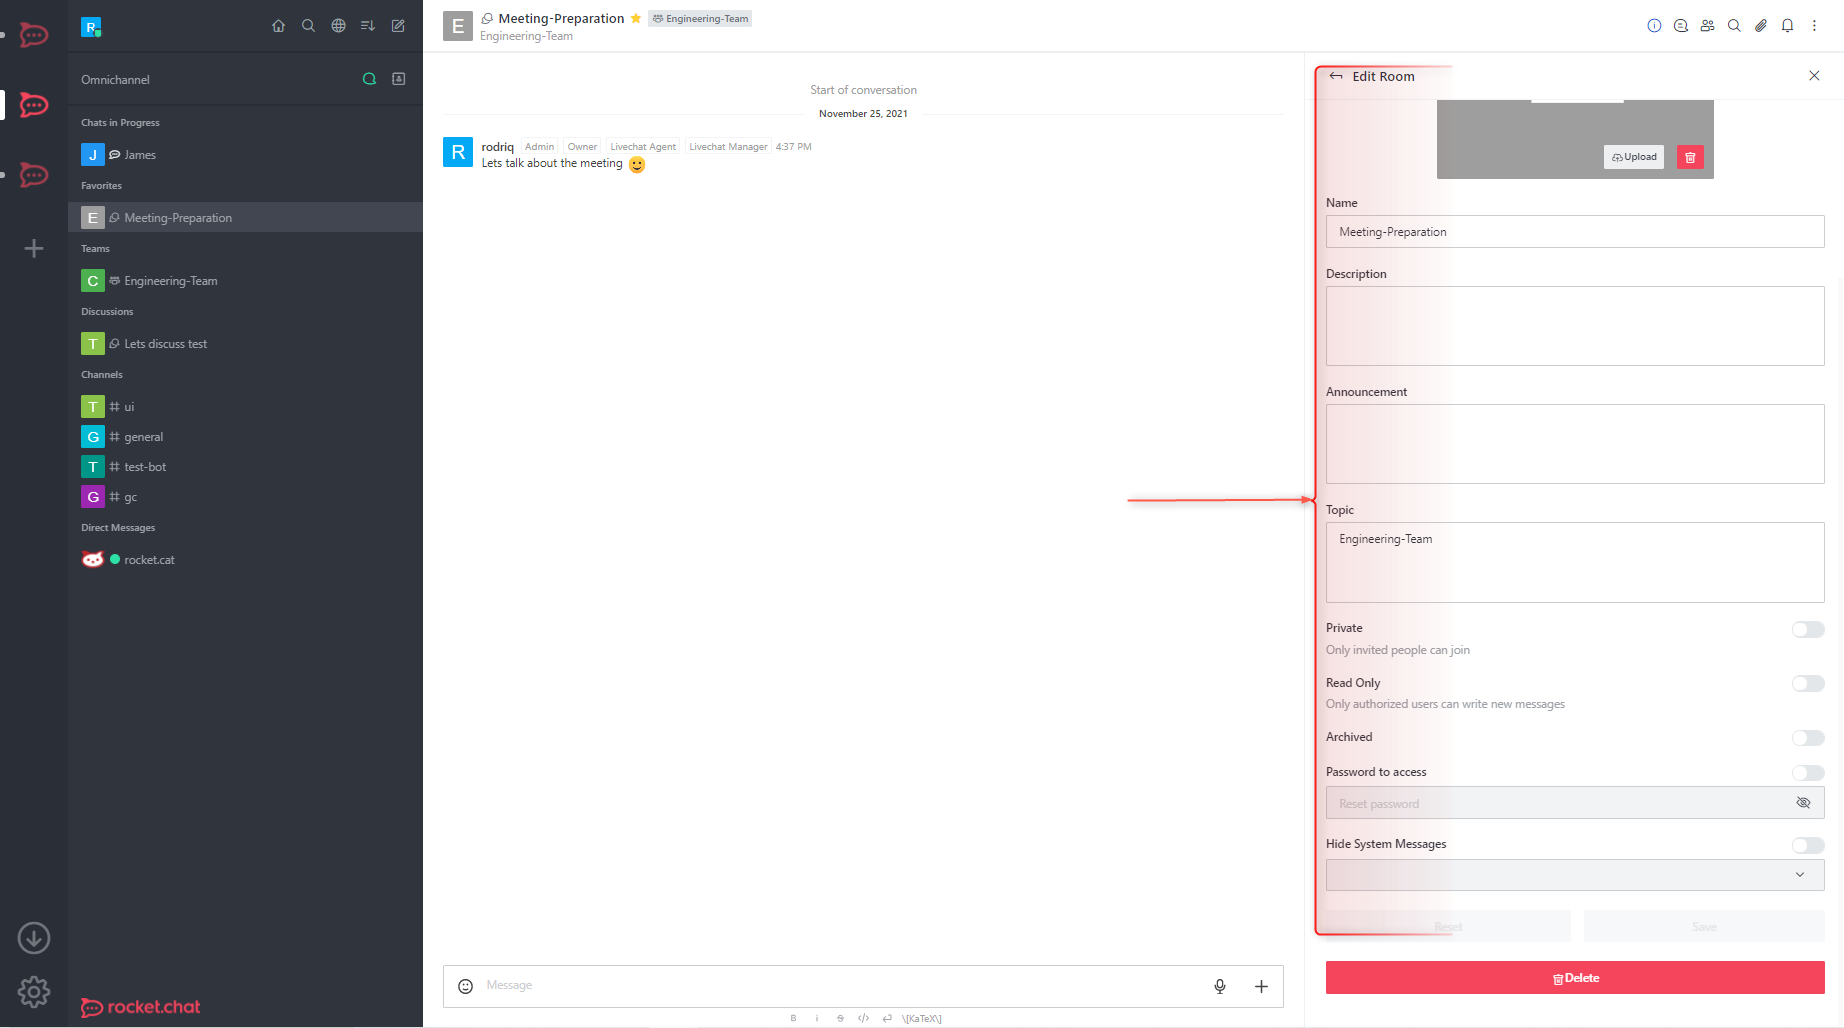 R
Omnichannel
Chats in Progress
J James
Favorites
E Meeting-Preparation
Teams
C Engineering-Team
Discussions
T Lets discuss test
Channels
T # ui
G # general
T # test-bot
G # gc
Direct Messages
rocket.cat
rocket.chat
E Meeting-Preparation Engineering-Team
Engineering-Team
Start of conversation
November 25, 2021
R rodriq Admin Owner Livechat Agent Livechat Manager 4:37 PM
Lets talk about the meeting
Message
B i S </> \[KaTeX\]
Edit Room
Upload
Name
Meeting-Preparation
Description
Announcement
Topic
Engineering-Team
Private
Only invited people can join
Read Only
Only authorized users can write new messages
Archived
Password to access
Reset password
Hide System Messages
Reset Save
Delete